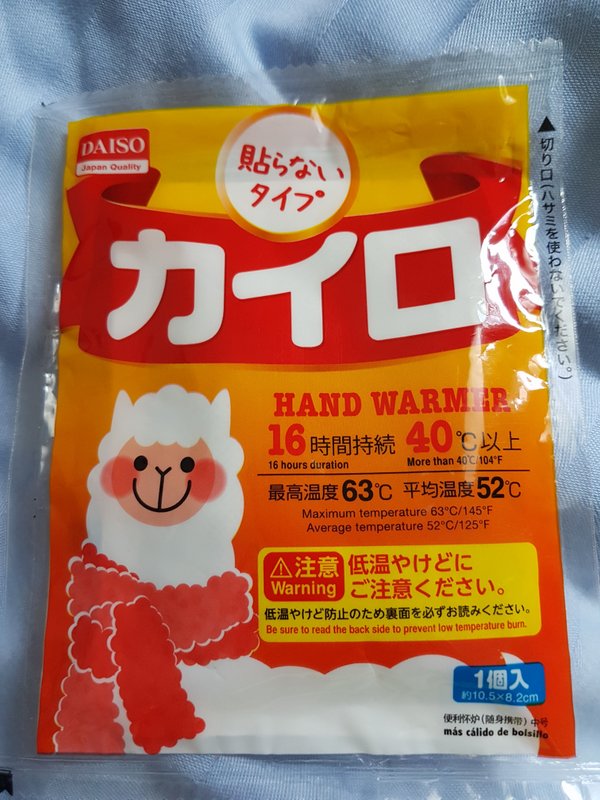 DAISO
Japan Quality
貼らない
タイプ
▲切り口(ハサミを使わないでください。)
カイロ
HAND WARMER
16時間持続 40℃以上
16 hours duration More than 40℃/104°F
最高温度63℃ 平均温度52℃
Maximum temperature 63℃/145°F
Average temperature 52℃/125°F
⚠注意 低温やけどに
Warning ご注意ください。
低温やけど防止のため裏面を必ずお読みください。
Be sure to read the back side to prevent low temperature burn.
1個入
約10.5×8.2cm
便利怀炉(随身携帯)中号
más cálido de bolsillo